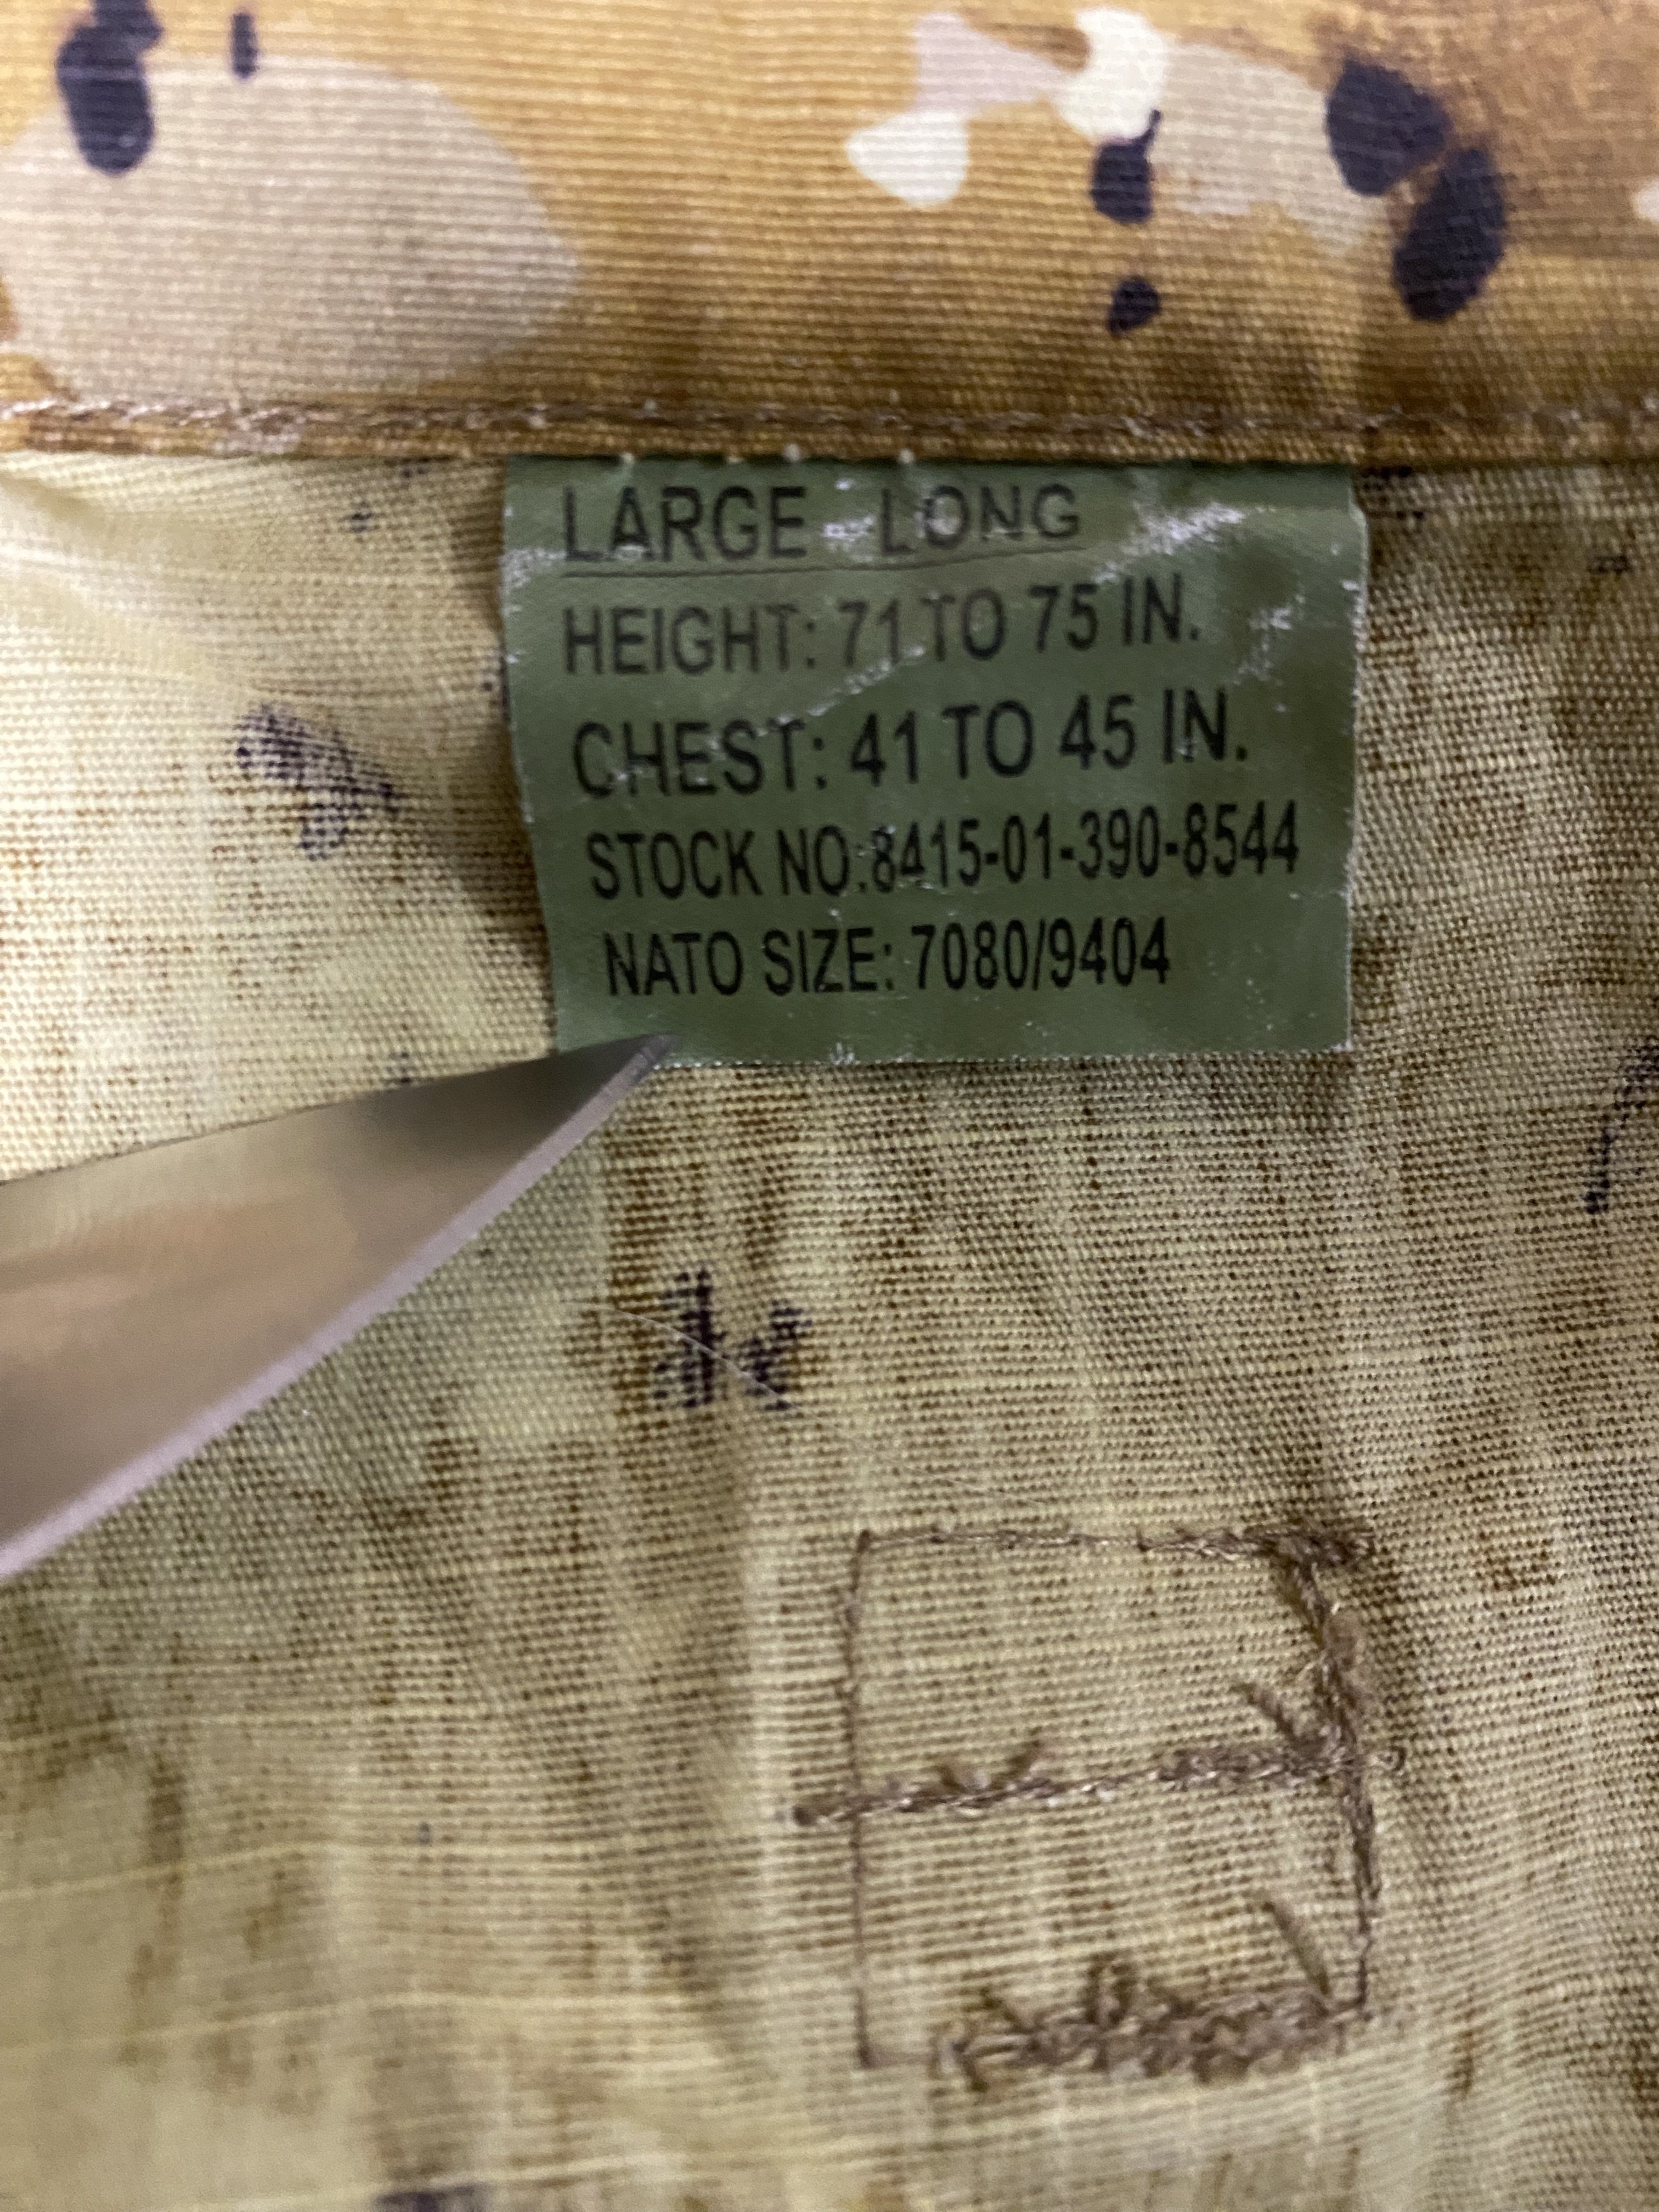 LARGE - LONG
HEIGHT: 71 TO 75 IN.
CHEST: 41 TO 45 IN.
STOCK NO:8415-01-390-8544
NATO SIZE: 7080/9404